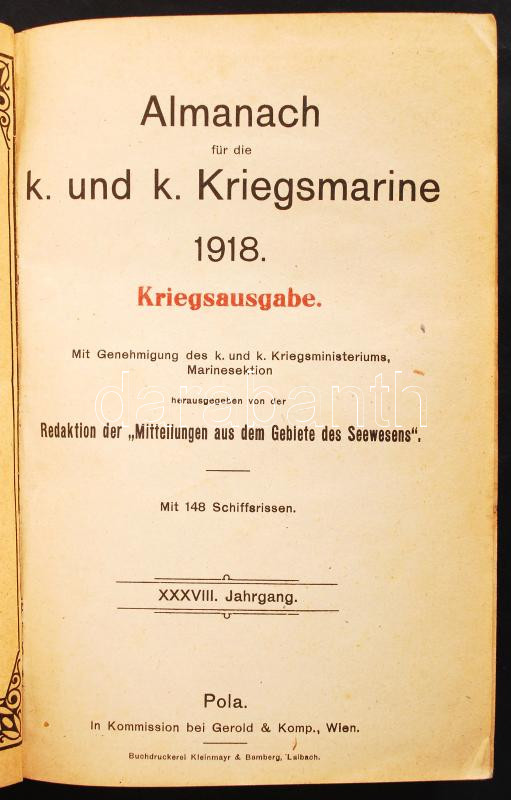 Almanach
für die
k. und k. Kriegsmarine
1918.
Kriegsausgabe.
Mit Genehmigung des k. und k. Kriegsministeriums,
Marinesektion
herausgegeben von der
darabanth
Redaktion der „Mitteilungen aus dem Gebiete des Seewesens“.
Mit 148 Schiffsrissen.
XXXVIII. Jahrgang.
Pola.
In Kommission bei Gerold & Komp., Wien.
Buchdruckerei Kleinmayr & Bamberg, Laibach.